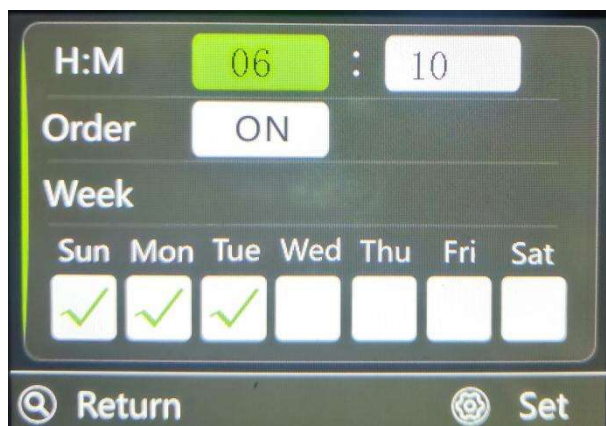 H:M 06 : 10
Order ON
Week
Sun Mon Tue Wed Thu Fri Sat
Return Set